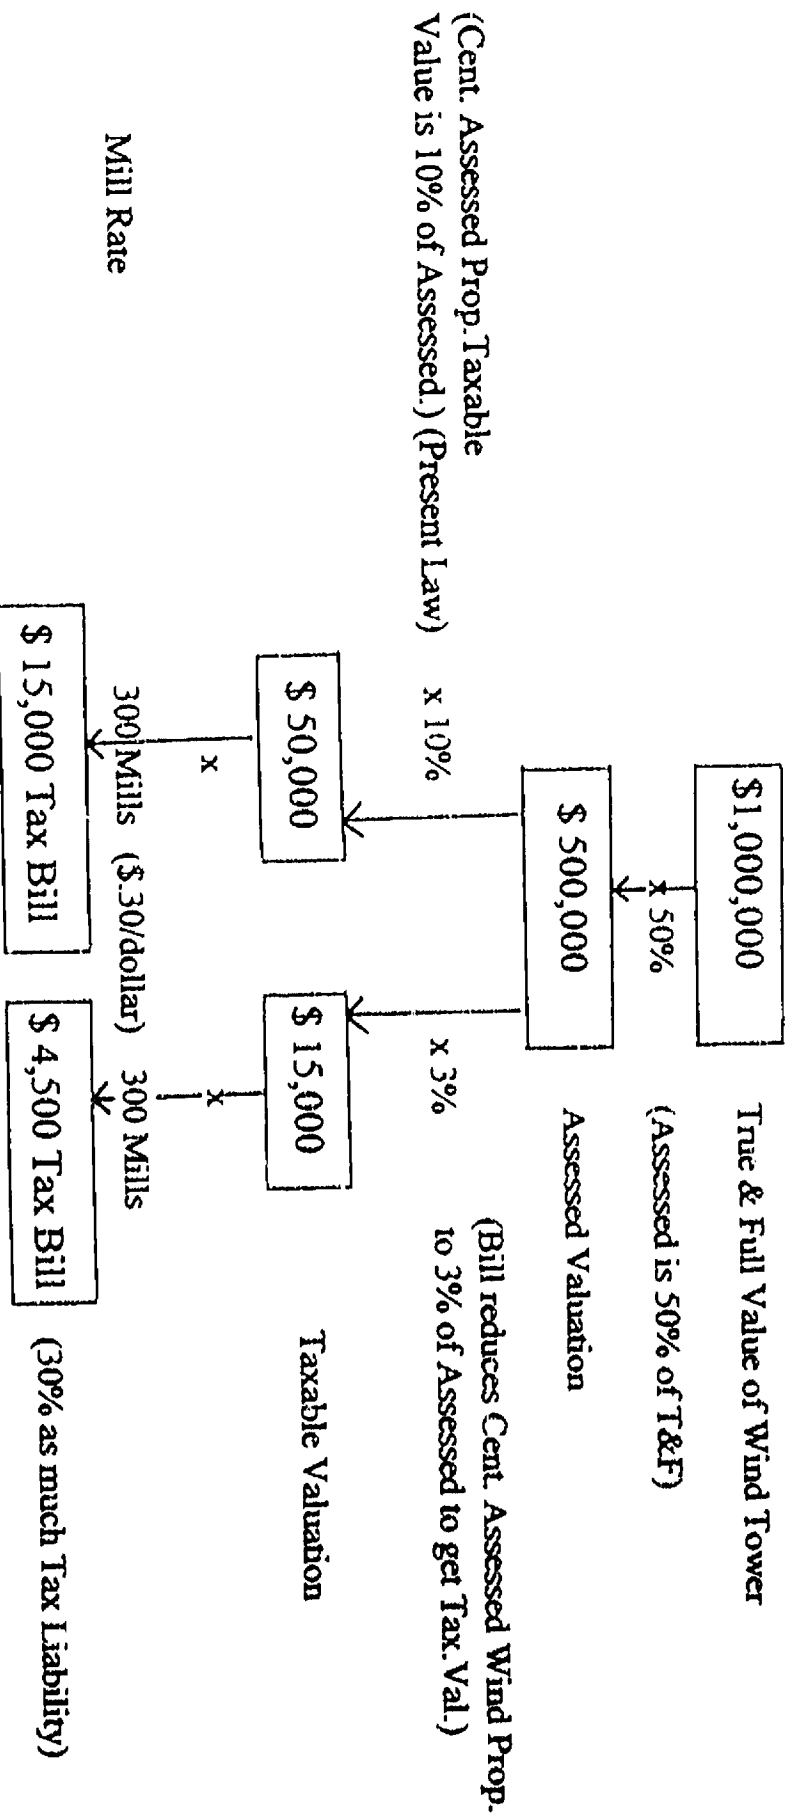 $1,000,000 True & Full Value of Wind Tower
x 50% (Assessed is 50% of T&F)
$ 500,000 Assessed Valuation
(Cent. Assessed Prop.Taxable
Value is 10% of Assessed.) (Present Law) x 10%
x 3% (Bill reduces Cent. Assessed Wind Prop.
to 3% of Assessed to get Tax.Val.)
$ 50,000 $ 15,000 Taxable Valuation
x x
Mill Rate 300 Mills ($.30/dollar) 300 Mills
$ 15,000 Tax Bill $ 4,500 Tax Bill (30% as much Tax Liability)